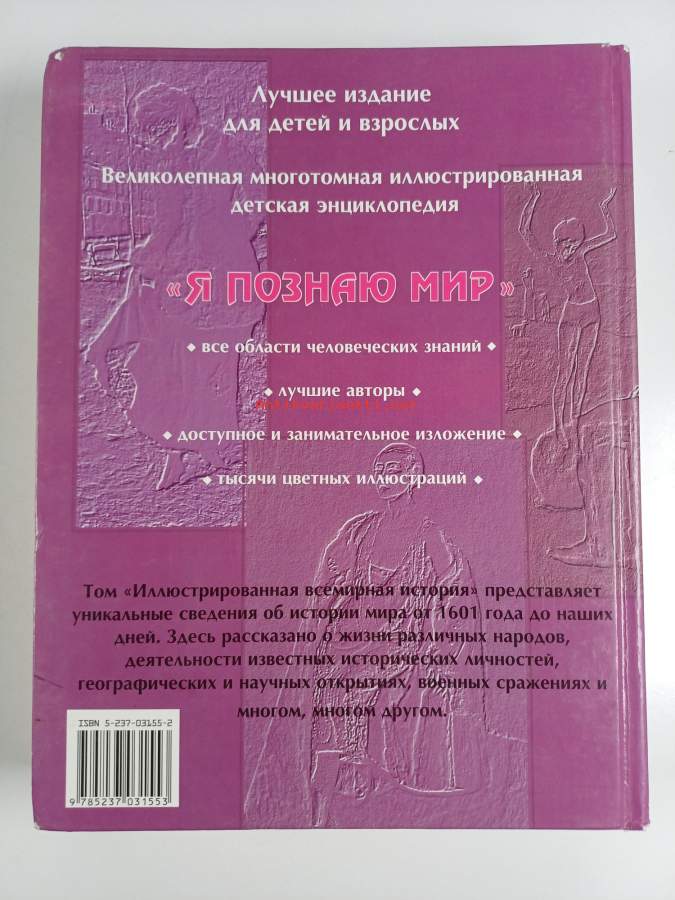 Лучшее издание
для детей и взрослых
Великолепная многотомная иллюстрированная
детская энциклопедия
«Я ПОЗНАЮ МИР»
◆ все области человеческих знаний ◆
◆ лучшие авторы ◆
◆ доступное и занимательное изложение ◆
◆ тысячи цветных иллюстраций ◆
Том «Иллюстрированная всемирная история» представляет
уникальные сведения об истории мира от 1601 года до наших
дней. Здесь рассказано о жизни различных народов,
деятельности известных исторических личностей,
географических и научных открытиях, военных сражениях и
многом, многом другом.
ISBN 5-237-03155-2
9 785237 031553